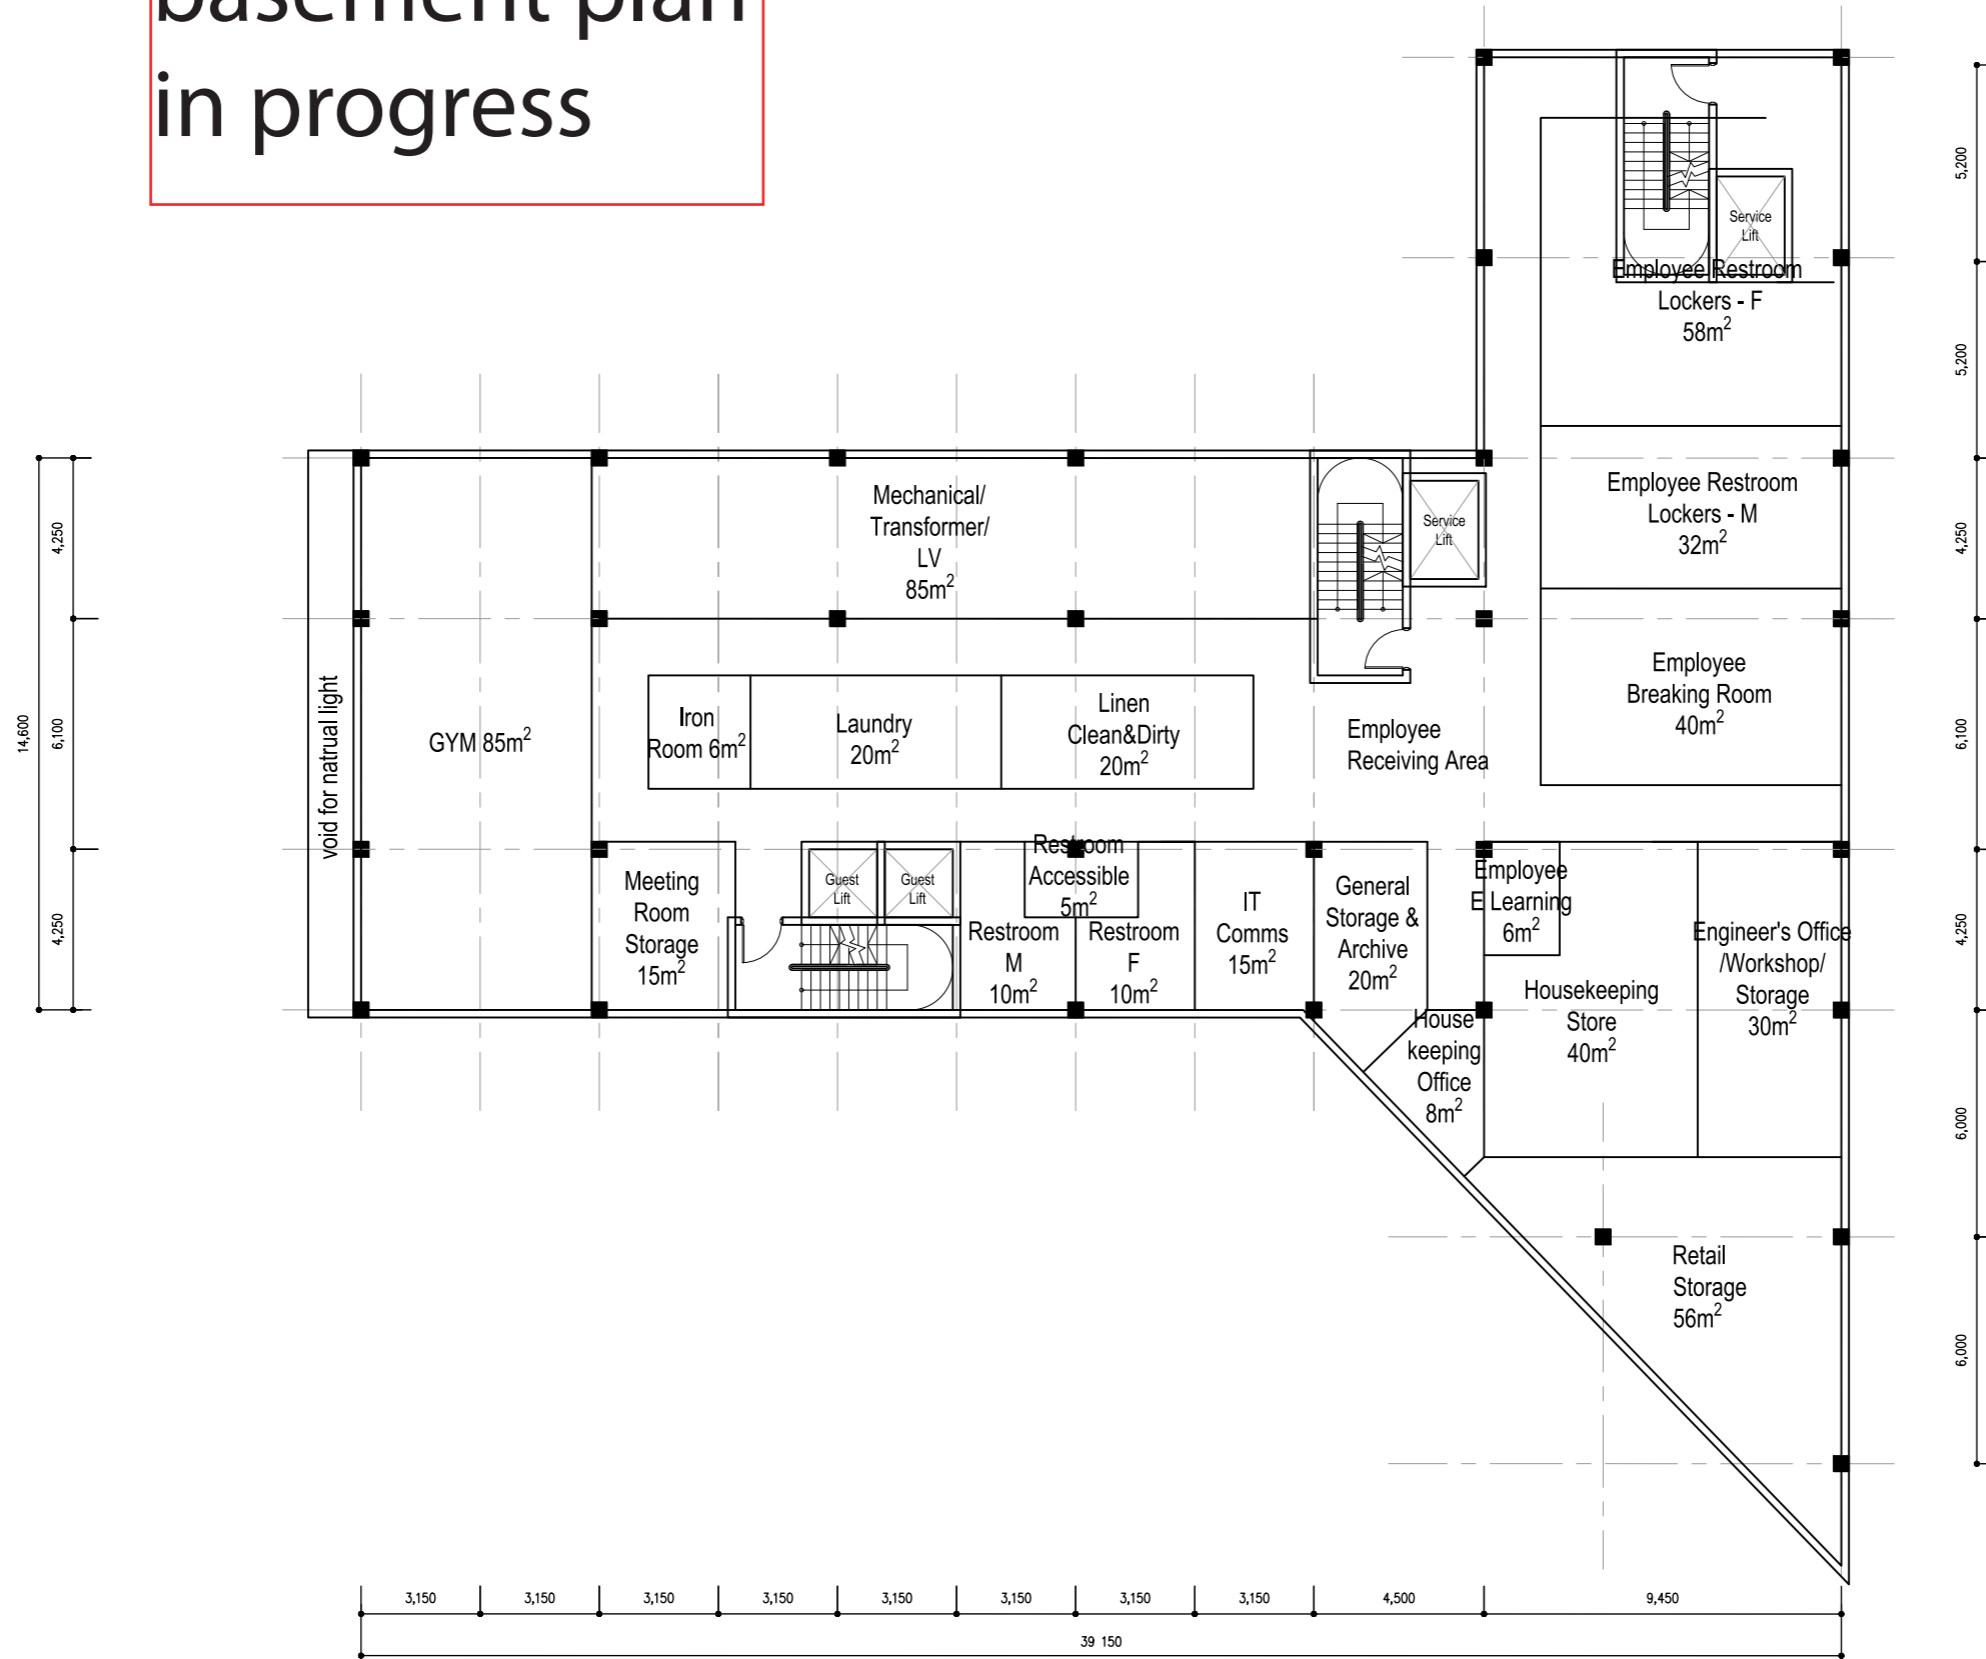 basement plan
in progress
Service
Lift
Employee Restroom
Lockers - F
58m²
Mechanical/
Transformer/
LV
85m²
Service
Lift
Employee Restroom
Lockers - M
32m²
void for natrual light
GYM 85m²
Iron
Room 6m²
Laundry
20m²
Linen
Clean&Dirty
20m²
Employee
Receiving Area
Employee
Breaking Room
40m²
Meeting
Room
Storage
15m²
Guest
Lift
Guest
Lift
Restroom
Accessible
5m²
Restroom
M
10m²
Restroom
F
10m²
IT
Comms
15m²
General
Storage &
Archive
20m²
House
keeping
Office
8m²
Employee
E Learning
6m²
Housekeeping
Store
40m²
Engineer's Office
/Workshop/
Storage
30m²
Retail
Storage
56m²
14,600
4,250
6,100
4,250
5,200
5,200
4,250
6,100
4,250
6,000
6,000
3,150
3,150
3,150
3,150
3,150
3,150
3,150
3,150
4,500
9,450
39 150